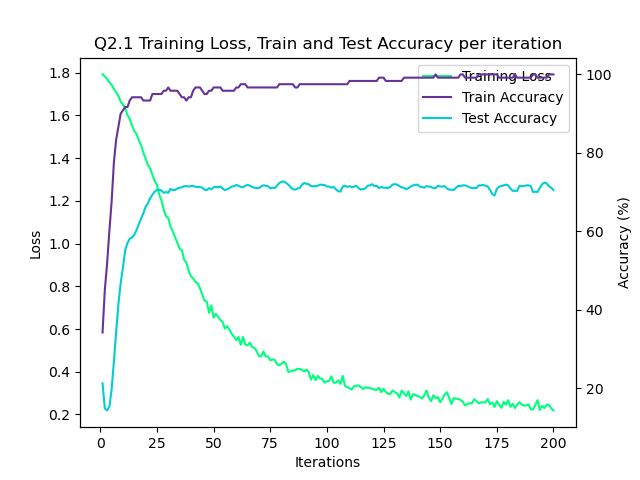 Q2.1 Training Loss, Train and Test Accuracy per iteration
Training Loss
Train Accuracy
Test Accuracy
Loss
1.8
1.6
1.4
1.2
1.0
0.8
0.6
0.4
0.2
100
80
60
40
20
Accuracy (%)
0 25 50 75 100 125 150 175 200
Iterations